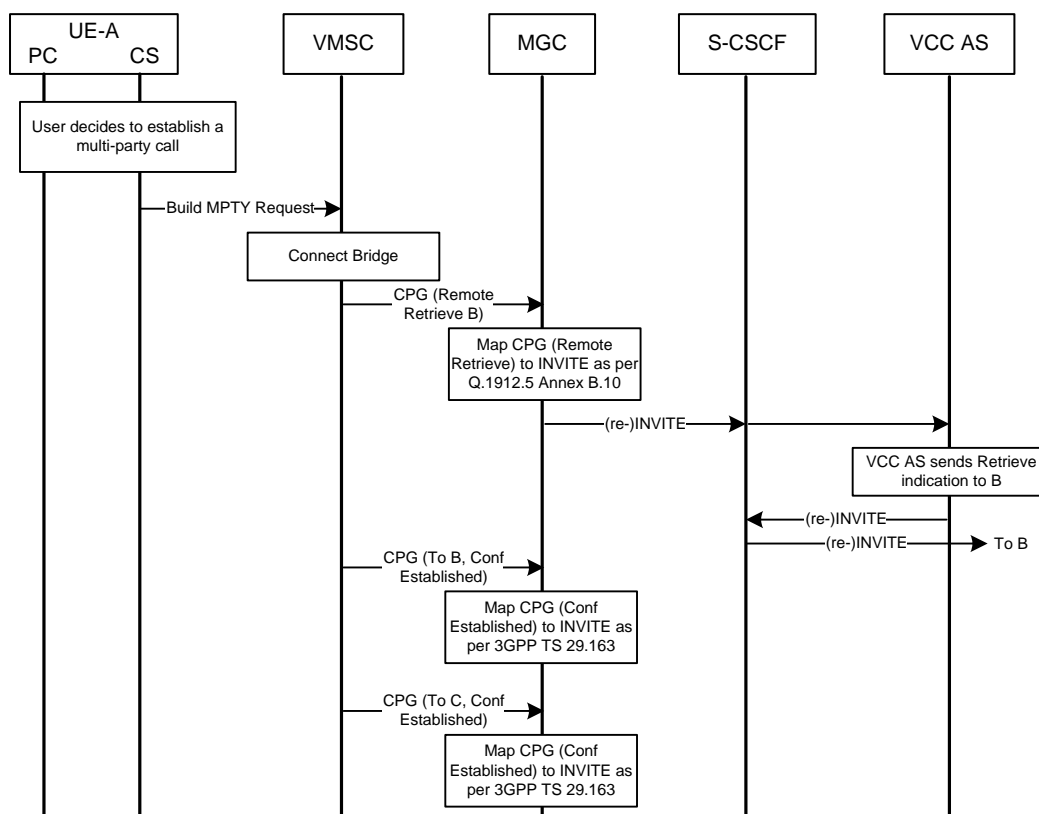 UE-A
PC CS
VMSC
MGC
S-CSCF
VCC AS
User decides to establish a
multi-party call
Build MPTY Request
Connect Bridge
CPG (Remote
Retrieve B)
Map CPG (Remote
Retrieve) to INVITE as per
Q.1912.5 Annex B.10
(re-)INVITE
VCC AS sends Retrieve
indication to B
(re-)INVITE
(re-)INVITE
To B
CPG (To B, Conf
Established)
Map CPG (Conf
Established) to INVITE as
per 3GPP TS 29.163
CPG (To C, Conf
Established)
Map CPG (Conf
Established) to INVITE as
per 3GPP TS 29.163